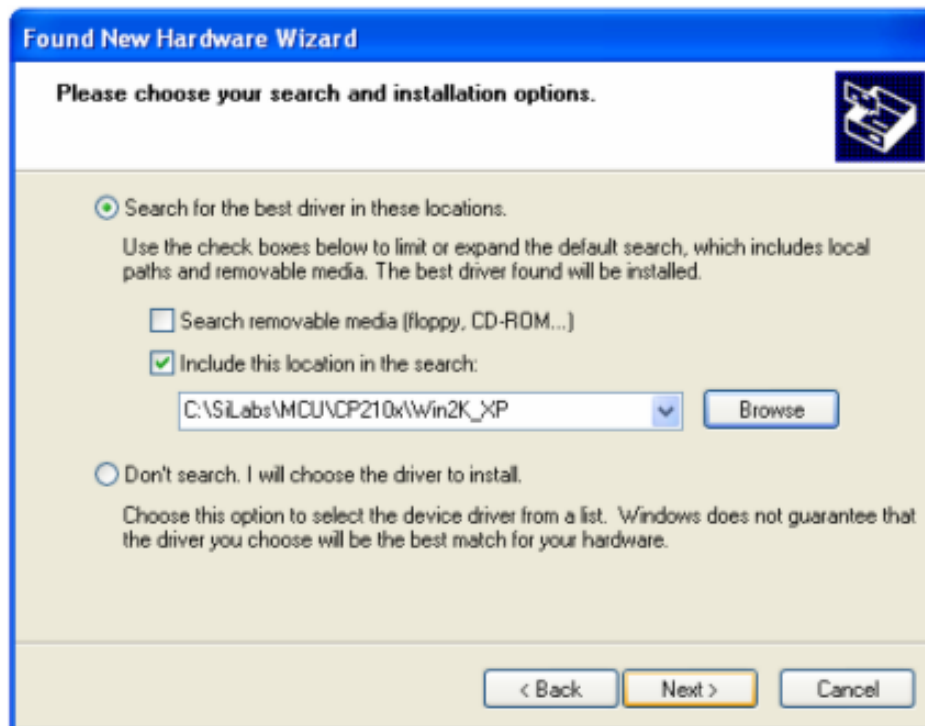 Found New Hardware Wizard
Please choose your search and installation options.
Search for the best driver in these locations.
Use the check boxes below to limit or expand the default search, which includes local
paths and removable media. The best driver found will be installed.
Search removable media (floppy, CD-ROM...)
Include this location in the search:
C:\SiLabs\MCU\CP210x\Win2K_XP
Browse
Don't search. I will choose the driver to install.
Choose this option to select the device driver from a list. Windows does not guarantee that
the driver you choose will be the best match for your hardware.
< Back
Next >
Cancel